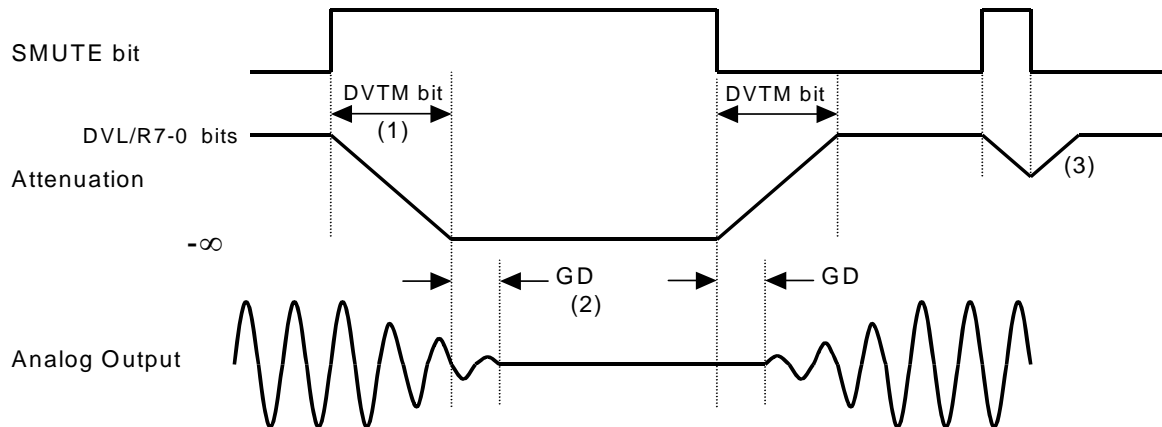 SMUTE bit
DVTM bit
DVTM bit
(1)
DVL/R7-0 bits
(3)
Attenuation
-∞
GD
GD
(2)
Analog Output